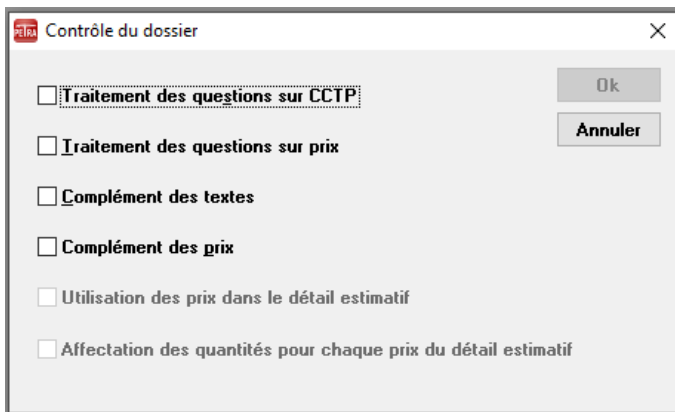 PETRA Contrôle du dossier
Traitement des questions sur CCTP
Ok
Traitement des questions sur prix
Annuler
Complément des textes
Complément des prix
Utilisation des prix dans le détail estimatif
Affectation des quantités pour chaque prix du détail estimatif